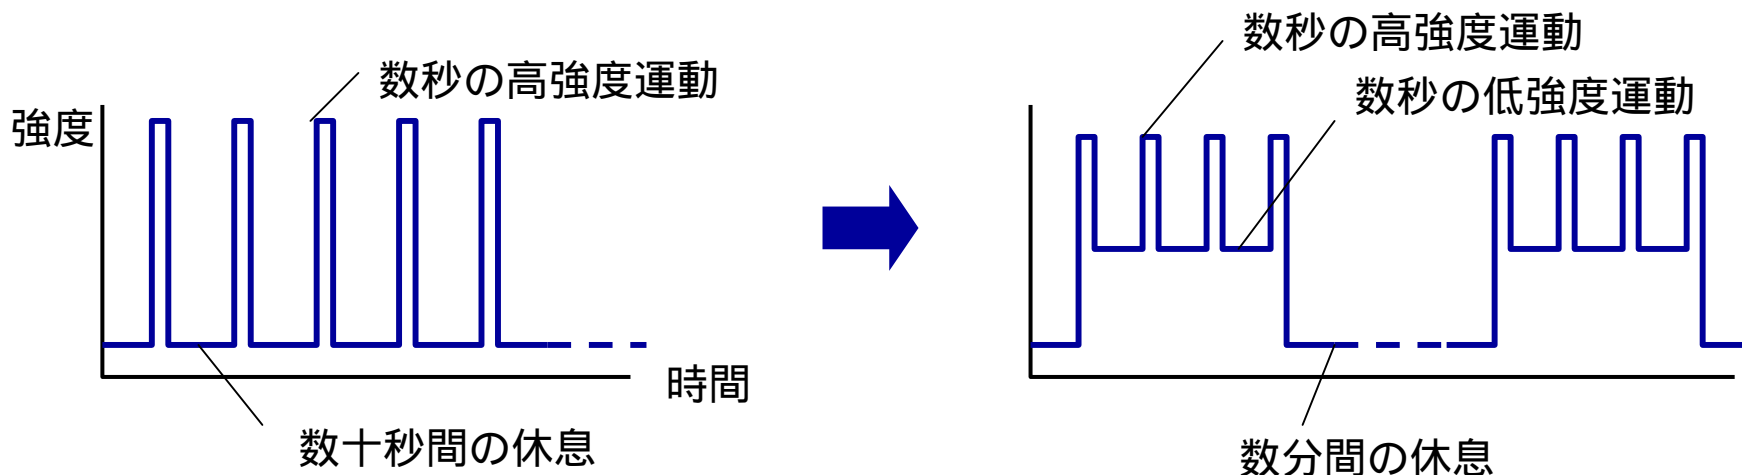 数秒の高強度運動
強度
時間
数十秒間の休息
数秒の高強度運動
数秒の低強度運動
数分間の休息